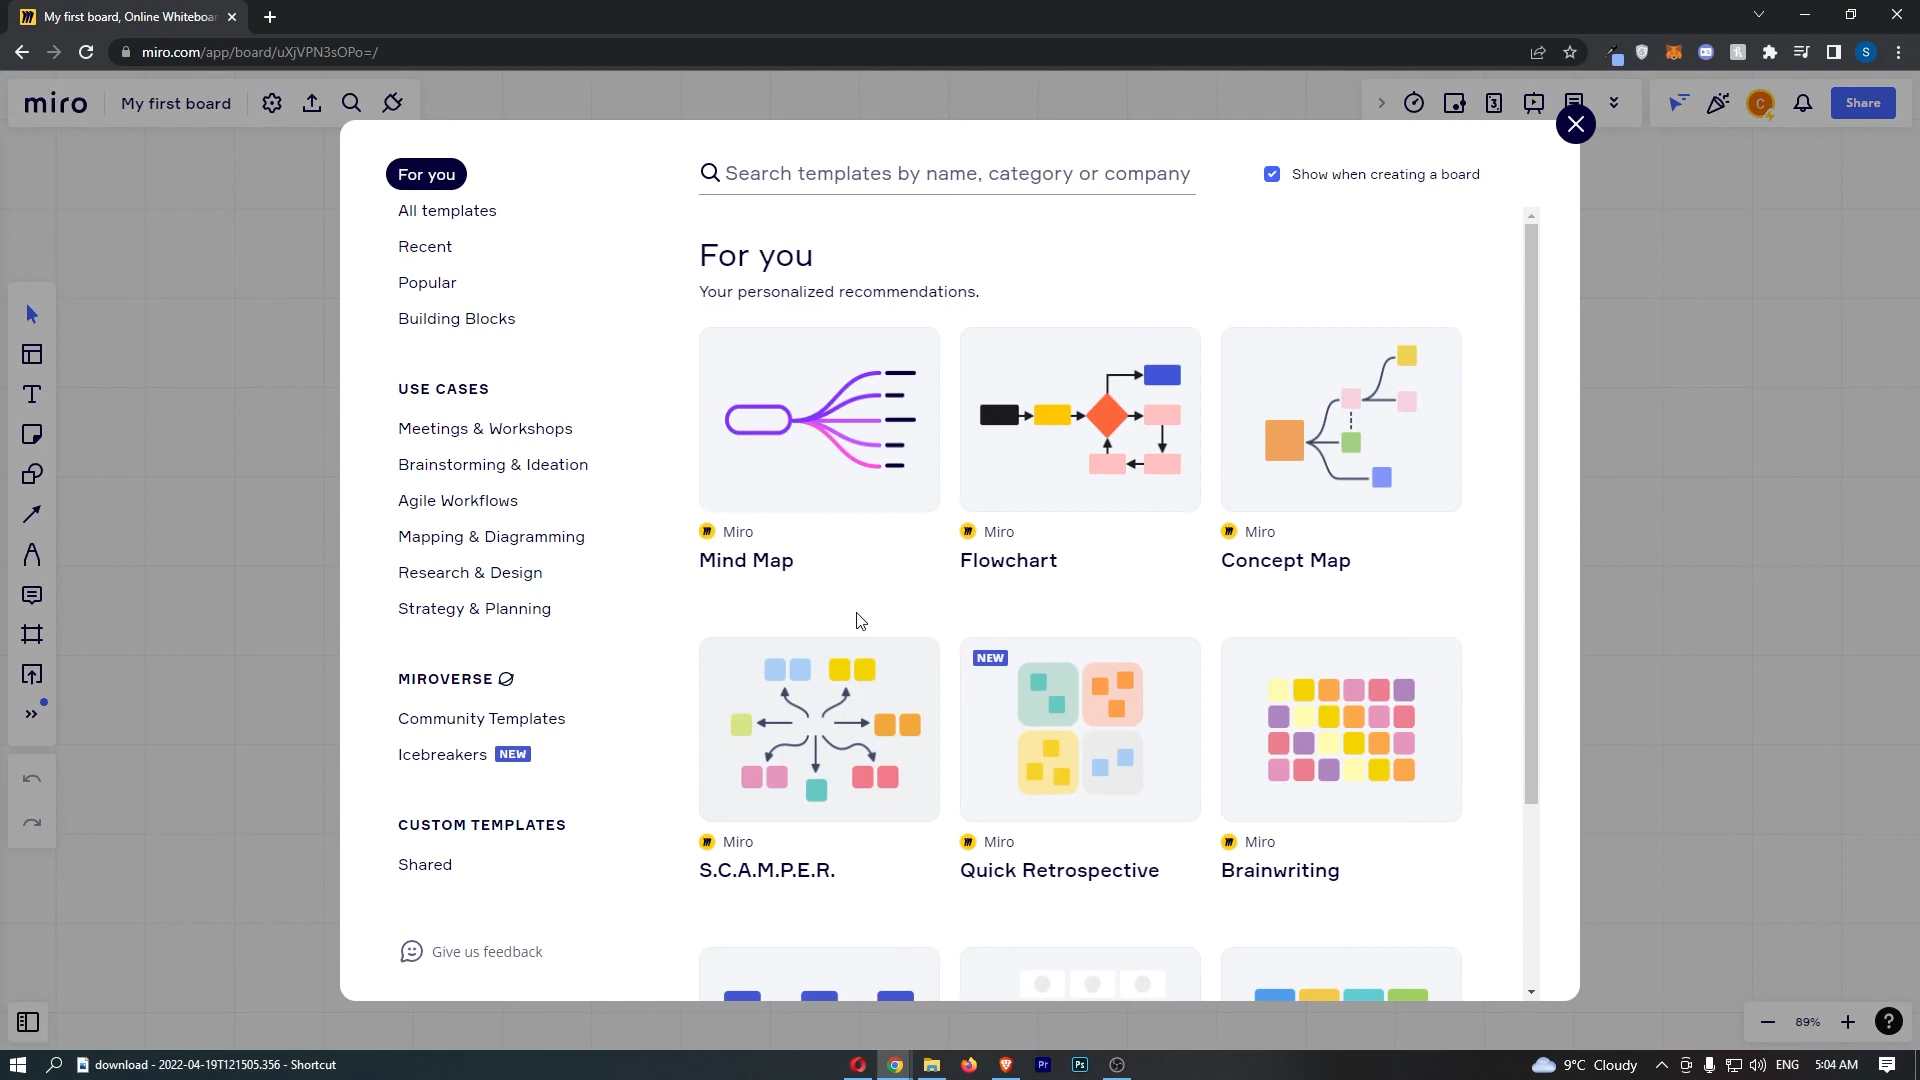 My first board, Online Whiteboar
miro.com/app/board/uXjVPN3sOPo=/
miro
My first board
3
C
Share
S
For you
All templates
Recent
Popular
Building Blocks
USE CASES
Meetings & Workshops
Brainstorming & Ideation
Agile Workflows
Mapping & Diagramming
Research & Design
Strategy & Planning
MIROVERSE
Community Templates
Icebreakers NEW
CUSTOM TEMPLATES
Shared
Give us feedback
Search templates by name, category or company
Show when creating a board
For you
Your personalized recommendations.
Miro
Mind Map
Miro
Flowchart
Miro
Concept Map
NEW
Miro
S.C.A.M.P.E.R.
Miro
Quick Retrospective
Miro
Brainwriting
89%
?
download - 2022-04-19T121505.356 - Shortcut
Pr
Ps
9°C Cloudy
ENG
5:04 AM